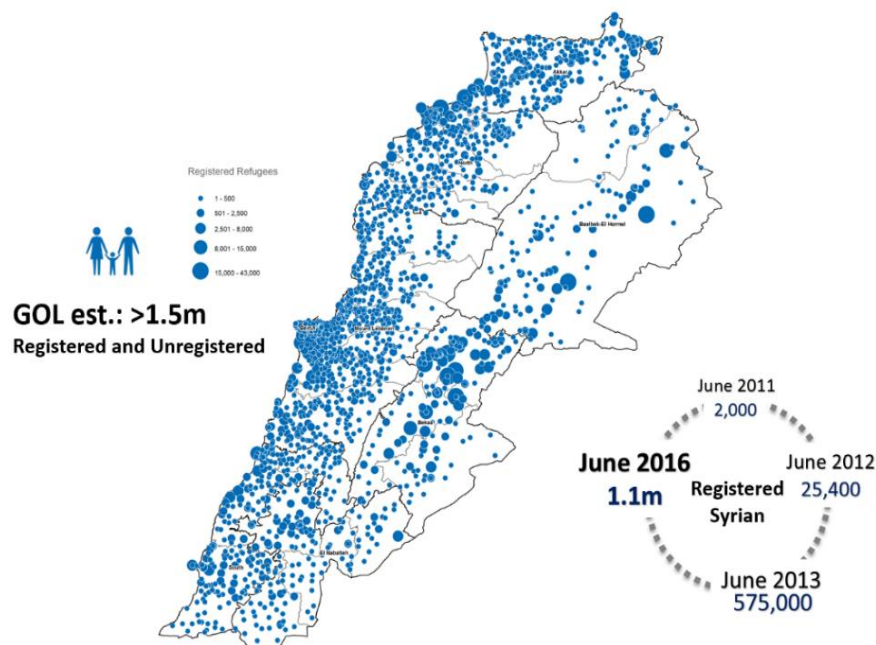 Registered Refugees
1 - 500
501 - 2,500
2,501 - 8,000
8,001 - 15,000
15,000 - 43,000
GOL est.: >1.5m
Registered and Unregistered
Akkar
Baalbek-El Hermel
Mount Lebanon
Bekaa
El Nabatieh
South
June 2011
2,000
June 2012
25,400
June 2013
575,000
June 2016
1.1m
Registered
Syrian